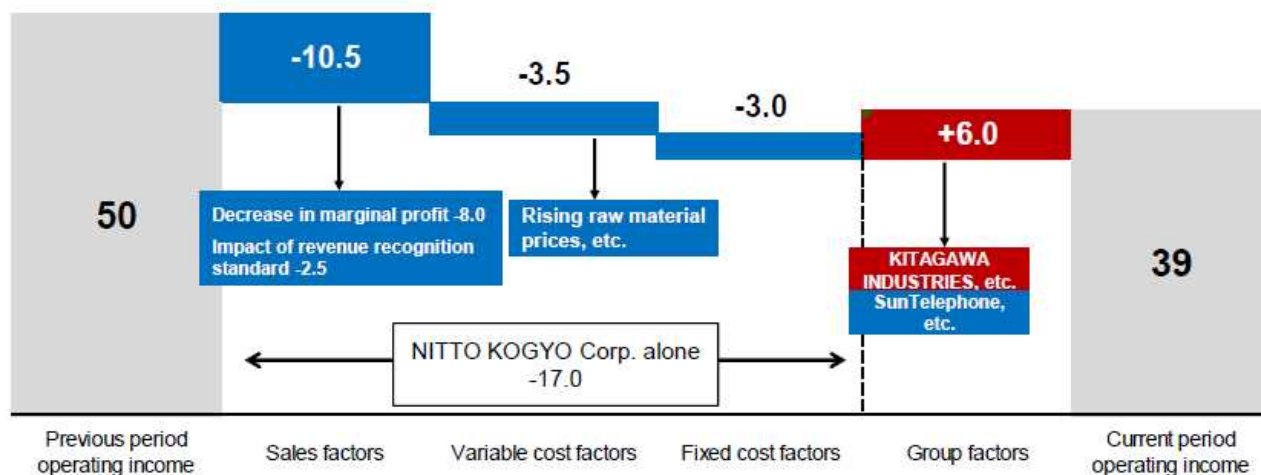 -10.5
-3.5
-3.0
+6.0
50
Decrease in marginal profit -8.0
Impact of revenue recognition
standard -2.5
Rising raw material
prices, etc.
KITAGAWA
INDUSTRIES, etc.
SunTelephone,
etc.
39
NITTO KOGYO Corp. alone
-17.0
Previous period
operating income
Sales factors
Variable cost factors
Fixed cost factors
Group factors
Current period
operating income